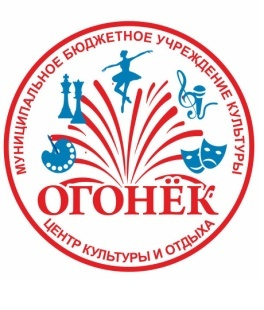 МУНИЦИПАЛЬНОЕ БЮДЖЕТНОЕ УЧРЕЖДЕНИЕ КУЛЬТУРЫ
ОГОНЁК
ЦЕНТР КУЛЬТУРЫ И ОТДЫХА